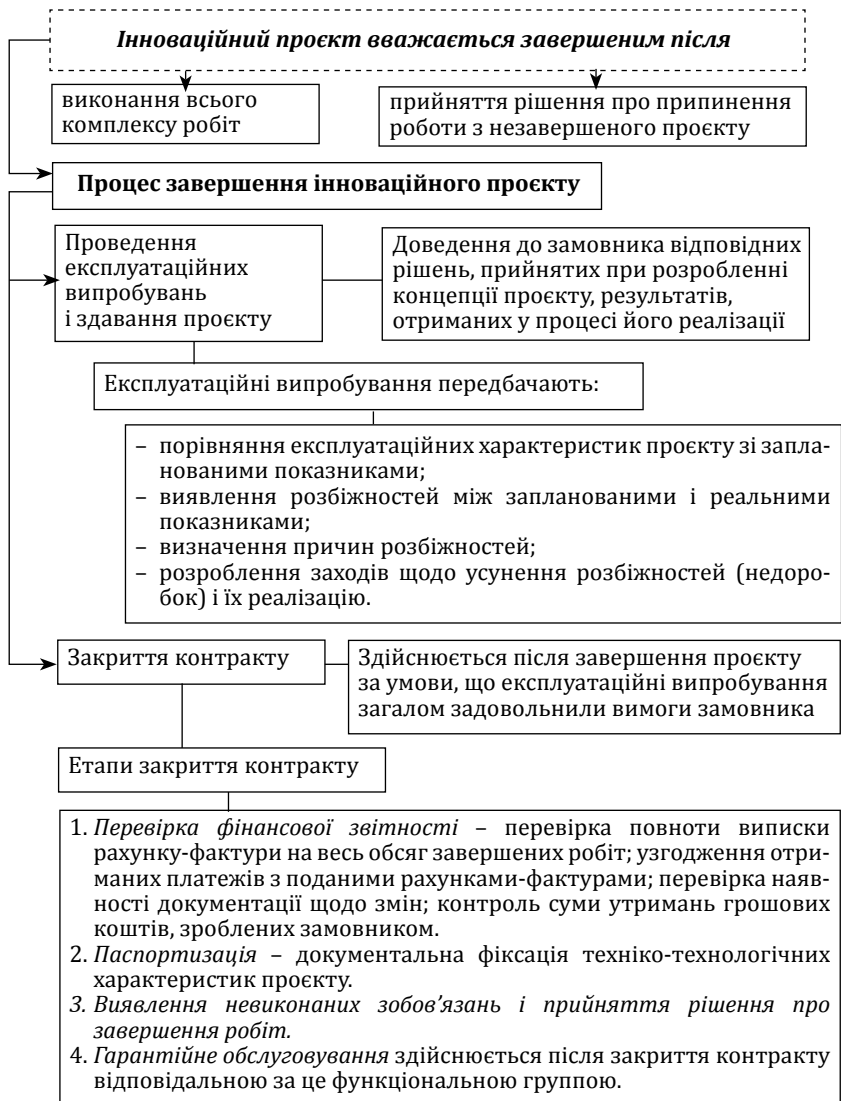 Інноваційний проєкт вважається завершеним після
виконання всього
комплексу робіт
прийняття рішення про припинення
роботи з незавершеного проєкту
Процес завершення інноваційного проєкту
Проведення
експлуатаційних
випробувань
і здавання проєкту
Доведення до замовника відповідних
рішень, прийнятих при розробленні
концепції проєкту, результатів,
отриманих у процесі його реалізації
Експлуатаційні випробування передбачають:
– порівняння експлуатаційних характеристик проєкту зі запла-
нованими показниками;
– виявлення розбіжностей між запланованими і реальними
показниками;
– визначення причин розбіжностей;
– розроблення заходів щодо усунення розбіжностей (недоро-
бок) і їх реалізацію.
Закриття контракту
Здійснюється після завершення проєкту
за умови, що експлуатаційні випробування
загалом задовольнили вимоги замовника
Етапи закриття контракту
1. Перевірка фінансової звітності – перевірка повноти виписки
рахунку-фактури на весь обсяг завершених робіт; узгодження отри-
маних платежів з поданими рахунками-фактурами; перевірка наяв-
ності документації щодо змін; контроль суми утримань грошових
коштів, зроблених замовником.
2. Паспортизація – документальна фіксація техніко-технологічних
характеристик проєкту.
3. Виявлення невиконаних зобов’язань і прийняття рішення про
завершення робіт.
4. Гарантійне обслуговування здійснюється після закриття контракту
відповідальною за це функціональною группою.